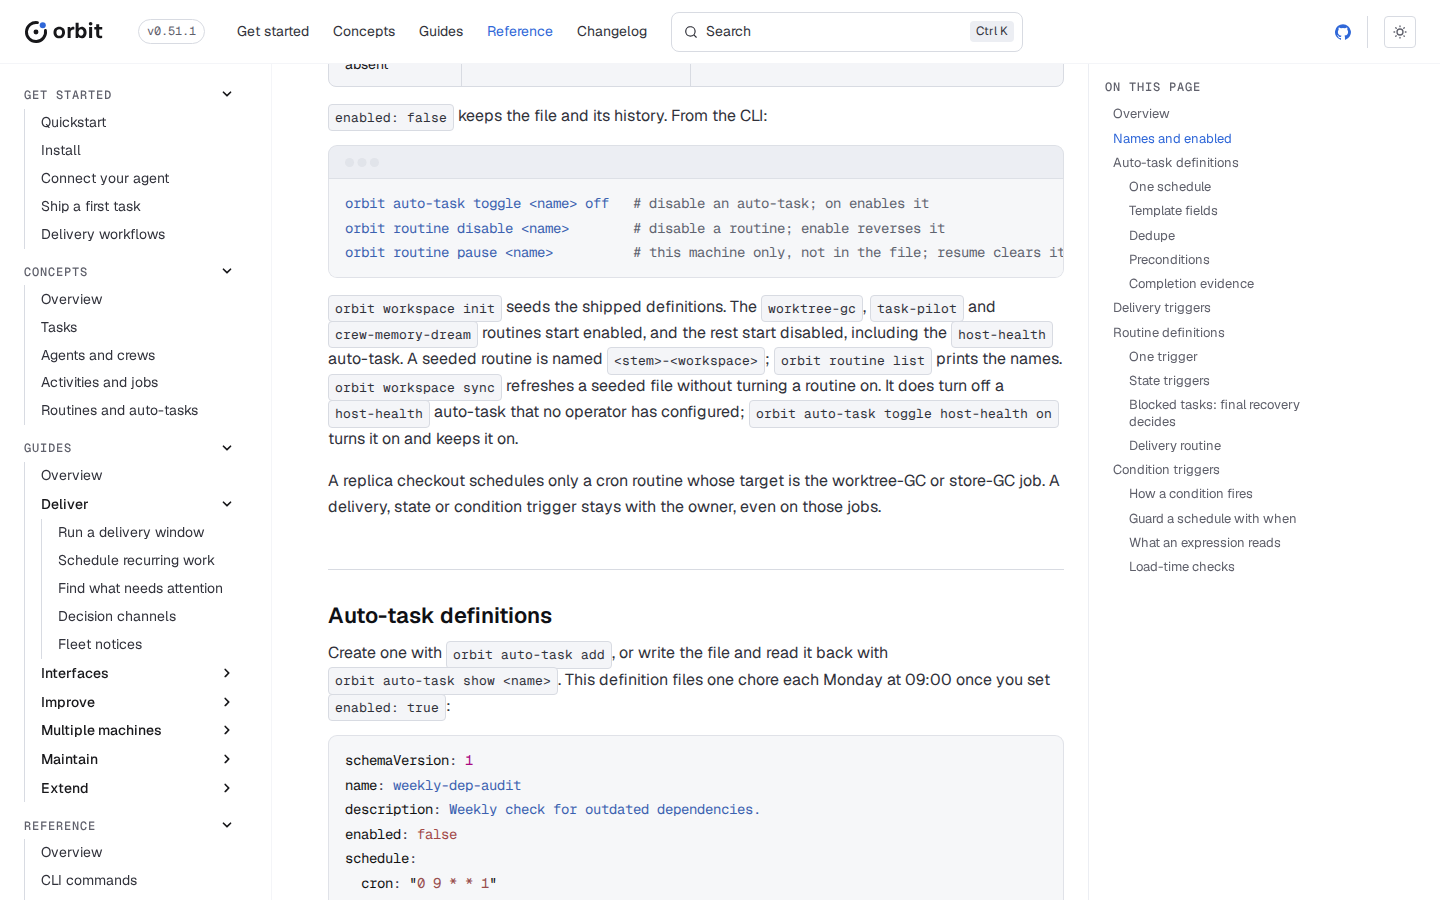 orbit
v0.51.1
Get started
Concepts
Guides
Reference
Changelog
Search
Ctrl K
GET STARTED
Quickstart
Install
Connect your agent
Ship a first task
Delivery workflows
CONCEPTS
Overview
Tasks
Agents and crews
Activities and jobs
Routines and auto-tasks
GUIDES
Overview
Deliver
Run a delivery window
Schedule recurring work
Find what needs attention
Decision channels
Fleet notices
Interfaces
Improve
Multiple machines
Maintain
Extend
REFERENCE
Overview
CLI commands
absent
enabled: false keeps the file and its history. From the CLI:
orbit auto-task toggle <name> off   # disable an auto-task; on enables it
orbit routine disable <name>        # disable a routine; enable reverses it
orbit routine pause <name>          # this machine only, not in the file; resume clears it
orbit workspace init seeds the shipped definitions. The worktree-gc, task-pilot and
crew-memory-dream routines start enabled, and the rest start disabled, including the host-health
auto-task. A seeded routine is named <stem>-<workspace>; orbit routine list prints the names.
orbit workspace sync refreshes a seeded file without turning a routine on. It does turn off a
host-health auto-task that no operator has configured; orbit auto-task toggle host-health on
turns it on and keeps it on.
A replica checkout schedules only a cron routine whose target is the worktree-GC or store-GC job. A
delivery, state or condition trigger stays with the owner, even on those jobs.
Auto-task definitions
Create one with orbit auto-task add, or write the file and read it back with
orbit auto-task show <name>. This definition files one chore each Monday at 09:00 once you set
enabled: true:
schemaVersion: 1
name: weekly-dep-audit
description: Weekly check for outdated dependencies.
enabled: false
schedule:
  cron: "0 9 * * 1"
ON THIS PAGE
Overview
Names and enabled
Auto-task definitions
One schedule
Template fields
Dedupe
Preconditions
Completion evidence
Delivery triggers
Routine definitions
One trigger
State triggers
Blocked tasks: final recovery
decides
Delivery routine
Condition triggers
How a condition fires
Guard a schedule with when
What an expression reads
Load-time checks